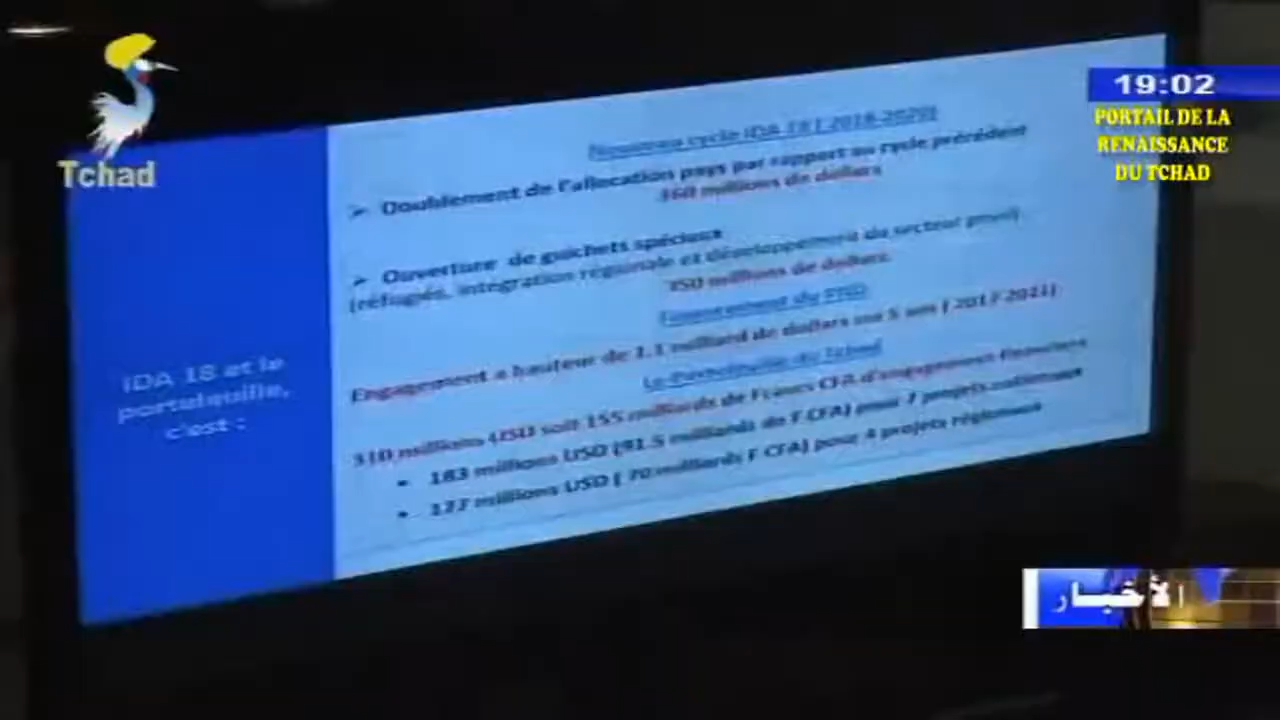 Tchad
19:02
PORTAIL DE LA
RENAISSANCE
DU TCHAD
IDA 18 et le
portefeuille,
c'est :
Nouveau cycle IDA 18 ( 2018-2020)
➢ Doublement de l'allocation pays par rapport au cycle précédent
360 millions de dollars
➢ Ouverture de guichets spéciaux
(réfugiés, intégration régionale et développement du secteur privé)
350 millions de dollars
Financement du PND
Engagement a hauteur de 1.1 milliard de dollars sur 5 ans ( 2017-2021)
Le Portefeuille du Tchad
310 millions USD soit 155 milliards de Francs CFA d'engagements financiers
• 183 millions USD (91.5 milliards de F CFA) pour 7 projets nationaux
• 127 millions USD ( 70 milliards F CFA) pour 4 projets régionaux
الأخبار